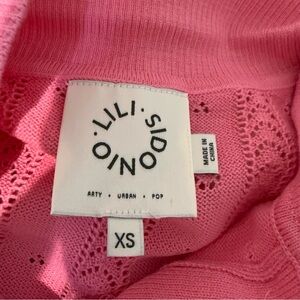 LILI · SIDONIO ·
ARTY · URBAN · POP
XS
MADE IN
CHINA